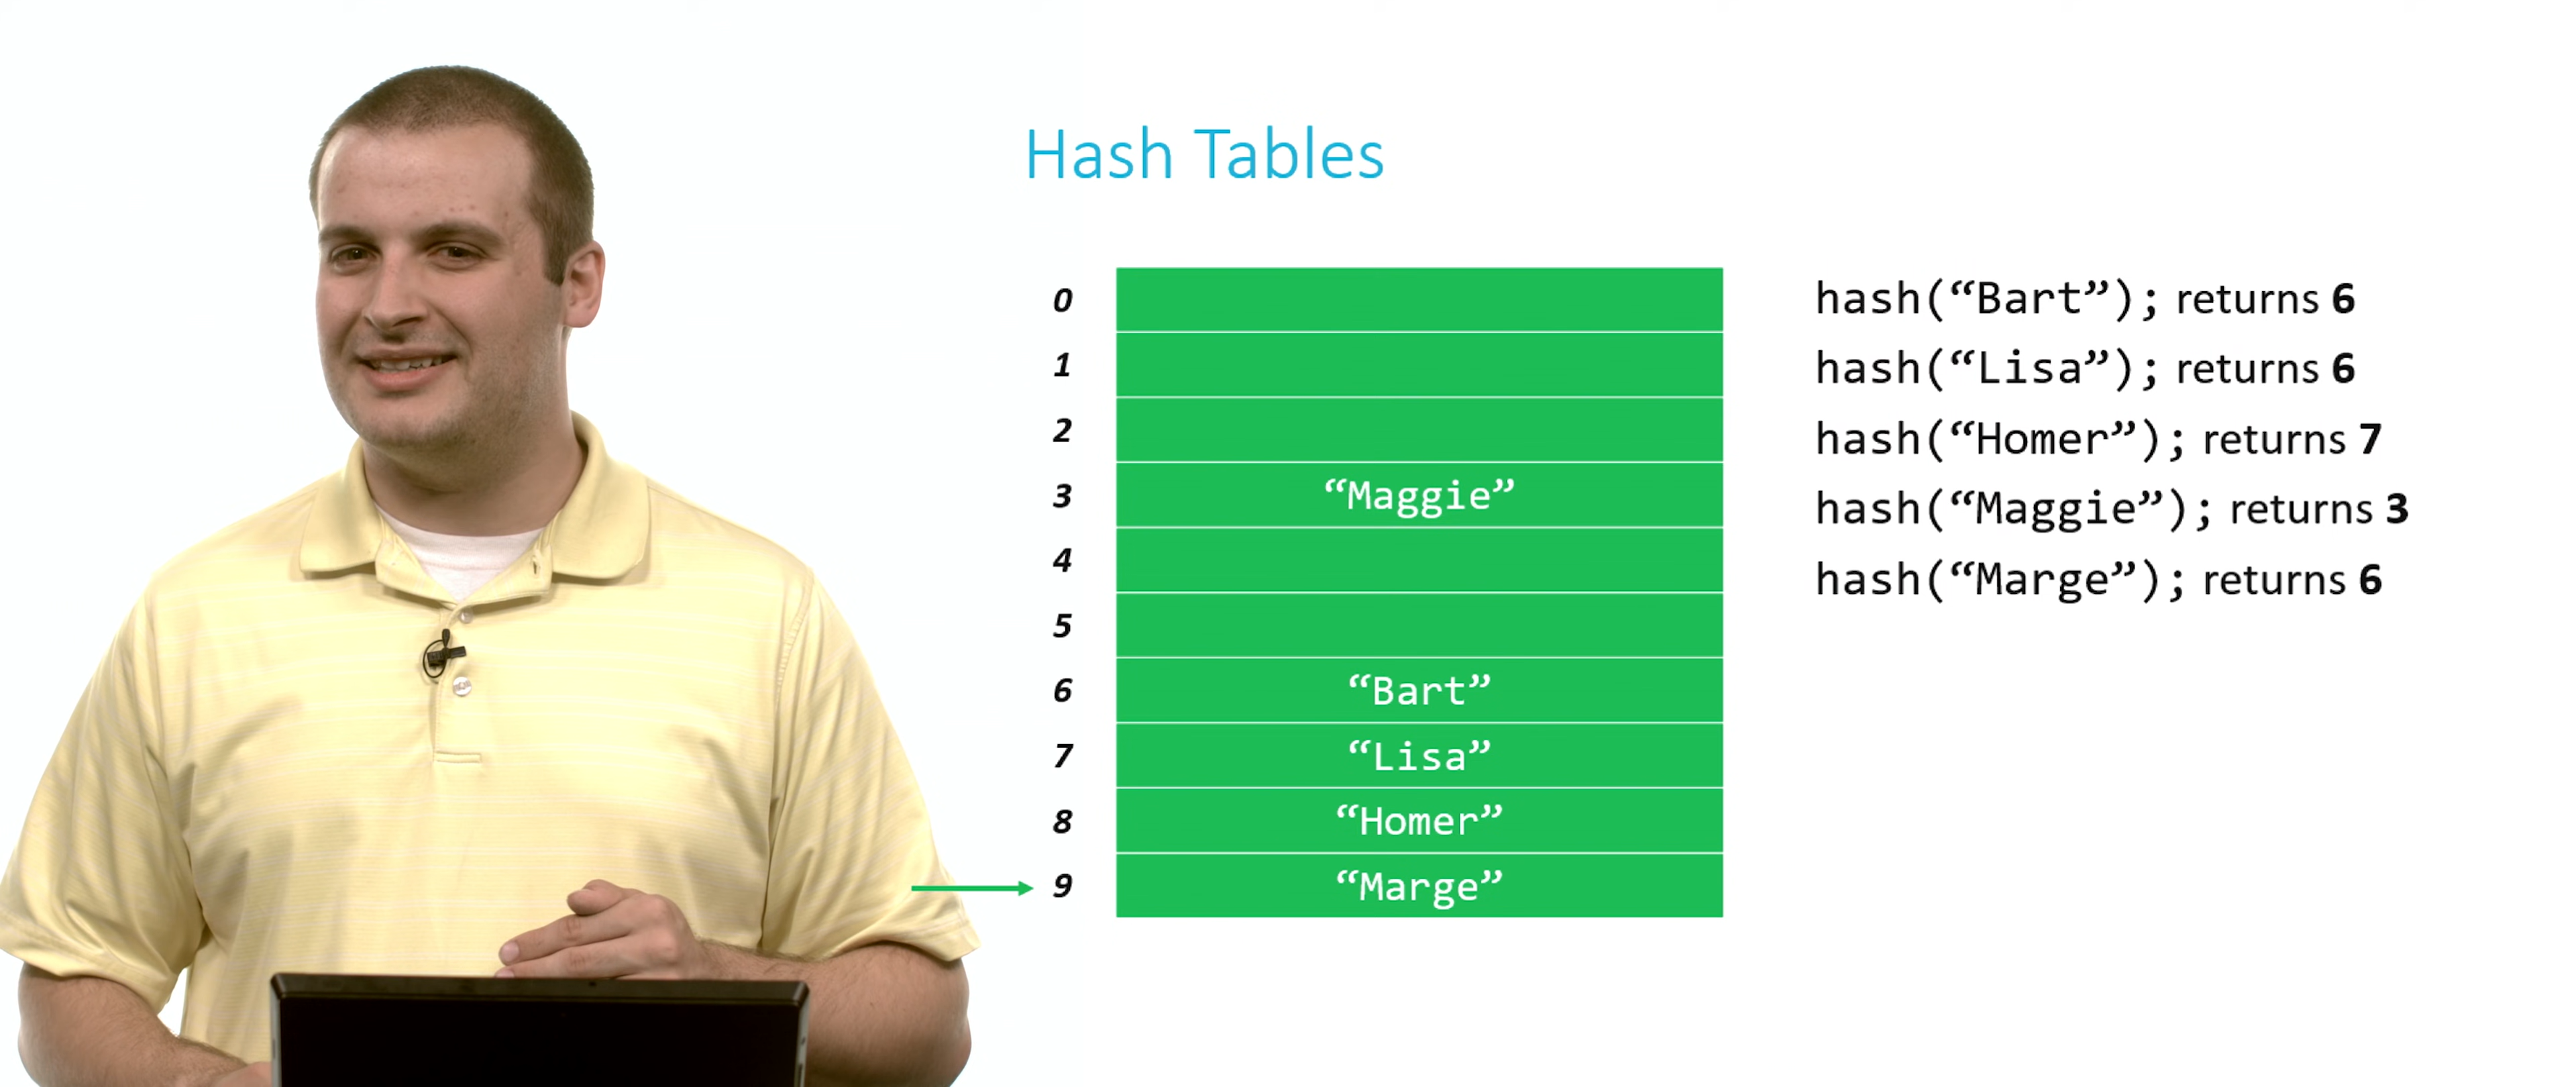 Hash Tables
0
1
2
3 “Maggie”
4
5
6 “Bart”
7 “Lisa”
8 “Homer”
9 “Marge”
hash(“Bart”); returns 6
hash(“Lisa”); returns 6
hash(“Homer”); returns 7
hash(“Maggie”); returns 3
hash(“Marge”); returns 6